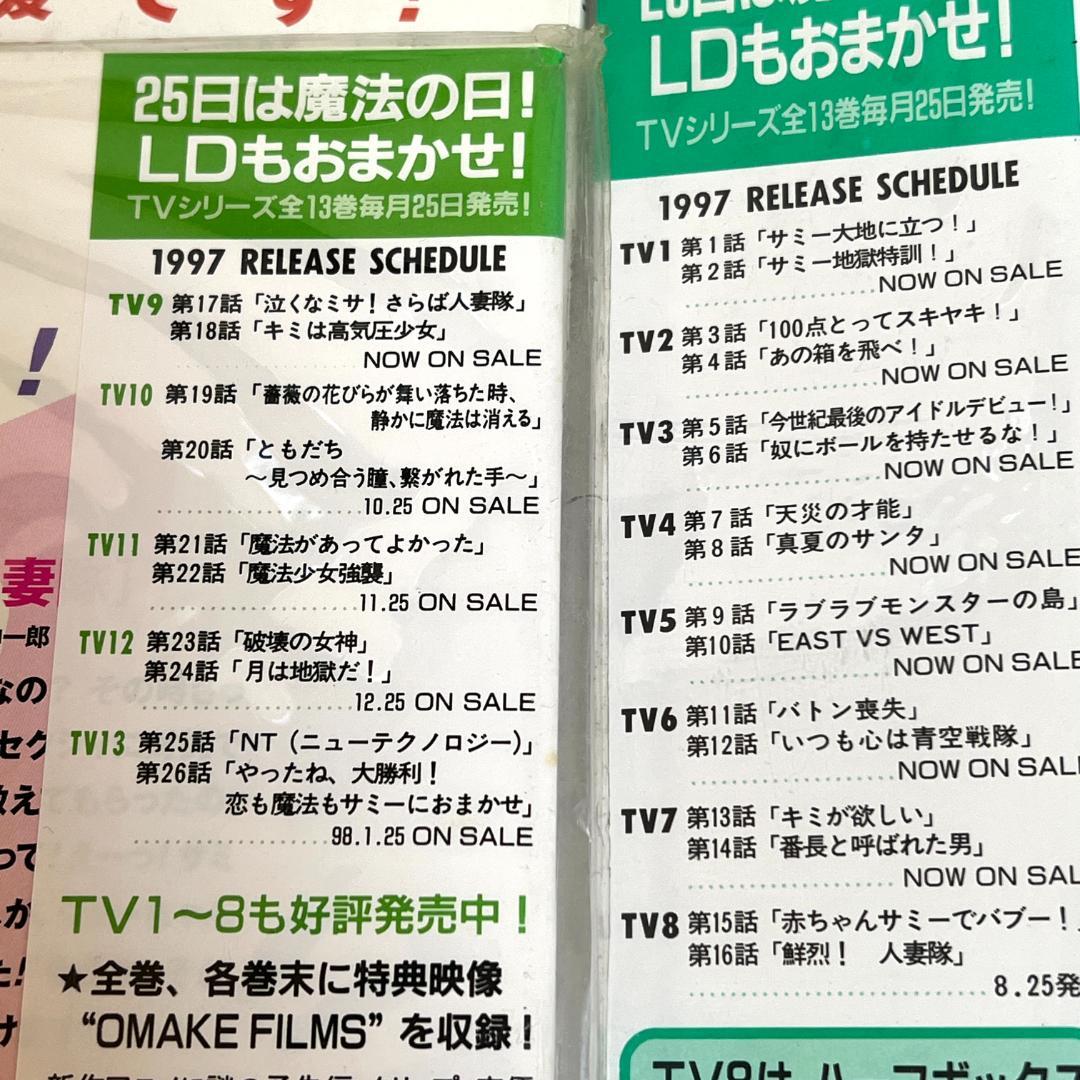 です!
25日は魔法の日!
LDもおまかせ!
TVシリーズ全13巻毎月25日発売!
1997 RELEASE SCHEDULE
TV9 第17話「泣くなミサ!さらば人妻隊」
第18話「キミは高気圧少女」
NOW ON SALE
TV10 第19話「薔薇の花びらが舞い落ちた時、
静かに魔法は消える」
第20話「ともだち
〜見つめ合う瞳、繋がれた手〜」
10.25 ON SALE
TV11 第21話「魔法があってよかった」
第22話「魔法少女強襲」
11.25 ON SALE
TV12 第23話「破壊の女神」
第24話「月は地獄だ!」
12.25 ON SALE
TV13 第25話「NT(ニューテクノロジー)」
第26話「やったね、大勝利!
恋も魔法もサミーにおまかせ」
98.1.25 ON SALE
TV1〜8も好評発売中!
★全巻、各巻末に特典映像
“OMAKE FILMS”を収録!
!
妻
一郎
なの
セク
って
け
LDもおまかせ!
TVシリーズ全13巻毎月25日発売!
1997 RELEASE SCHEDULE
TV1 第1話「サミー大地に立つ!」
第2話「サミー地獄特訓!」
NOW ON SALE
TV2 第3話「100点とってスキヤキ!」
第4話「あの箱を飛べ!」
NOW ON SALE
TV3 第5話「今世紀最後のアイドルデビュー!」
第6話「奴にボールを持たせるな!」
NOW ON SALE
TV4 第7話「天災の才能」
第8話「真夏のサンタ」
NOW ON SALE
TV5 第9話「ラブラブモンスターの島」
第10話「EAST VS WEST」
NOW ON SALE
TV6 第11話「バトン喪失」
第12話「いつも心は青空戦隊」
NOW ON SAL
TV7 第13話「キミが欲しい」
第14話「番長と呼ばれた男」
NOW ON SAL
TV8 第15話「赤ちゃんサミーでバブー!」
第16話「鮮烈! 人妻隊」
8.25発